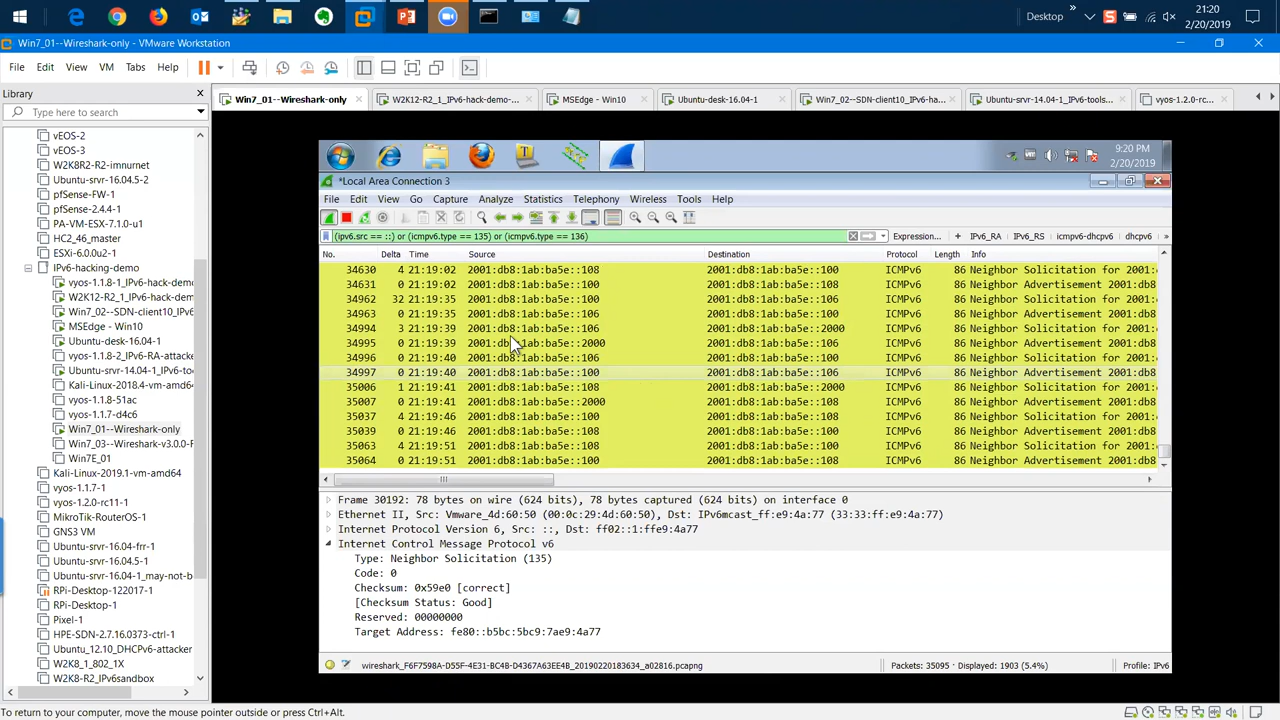 Desktop
21:20
2/20/2019
Win7_01--Wireshark-only - VMware Workstation
File Edit View VM Tabs Help
Library
Type here to search
Win7_01--Wireshark-only
W2K12-R2_1_IPv6-hack-demo-...
MSEdge - Win10
Ubuntu-desk-16.04-1
Win7_02--SDN-client10_IPv6-ha...
Ubuntu-srvr-14.04-1_IPv6-tools...
vyos-1.2.0-rc...
vEOS-2
vEOS-3
W2K8R2-R2-imnurnet
Ubuntu-srvr-16.04.5-2
pfSense-FW-1
pfSense-2.4.4-1
PA-VM-ESX-7.1.0-u1
HC2_46_master
ESXi-6.0.0u2-1
IPv6-hacking-demo
vyos-1.1.8-1_IPv6-hack-demo
W2K12-R2_1_IPv6-hack-dem
Win7_02--SDN-client10_IPv6
MSEdge - Win10
Ubuntu-desk-16.04-1
vyos-1.1.8-2_IPv6-RA-attacke
Ubuntu-srvr-14.04-1_IPv6-too
Kali-Linux-2018.4-vm-amd64
vyos-1.1.8-51ac
vyos-1.1.7-d4c6
Win7_01--Wireshark-only
Win7_03--Wireshark-v3.0.0-F
Win7E_01
Kali-Linux-2019.1-vm-amd64
vyos-1.1.7-1
vyos-1.2.0-rc11-1
MikroTik-RouterOS-1
GNS3 VM
Ubuntu-srvr-16.04-frr-1
Ubuntu-srvr-16.04.5-1
Ubuntu-srvr-16.04-1_may-not-b
RPi-Desktop-122017-1
RPi-Desktop-1
Pixel-1
HPE-SDN-2.7.16.0373-ctrl-1
Ubuntu_12.10_DHCPv6-attacker
W2K8_1_802_1X
W2K8-R2_IPv6sandbox
9:20 PM
2/20/2019
*Local Area Connection 3
File Edit View Go Capture Analyze Statistics Telephony Wireless Tools Help
(ipv6.src == ::) or (icmpv6.type == 135) or (icmpv6.type == 136)
Expression... + IPv6_RA IPv6_RS icmpv6-dhcpv6 dhcpv6 »
No. Delta Time Source Destination Protocol Length Info
34630 4 21:19:02 2001:db8:1ab:ba5e::108 2001:db8:1ab:ba5e::100 ICMPv6 86 Neighbor Solicitation for 2001:
34631 0 21:19:02 2001:db8:1ab:ba5e::100 2001:db8:1ab:ba5e::108 ICMPv6 86 Neighbor Advertisement 2001:db8
34962 32 21:19:35 2001:db8:1ab:ba5e::100 2001:db8:1ab:ba5e::106 ICMPv6 86 Neighbor Solicitation for 2001:
34963 0 21:19:35 2001:db8:1ab:ba5e::106 2001:db8:1ab:ba5e::100 ICMPv6 86 Neighbor Advertisement 2001:db8
34994 3 21:19:39 2001:db8:1ab:ba5e::106 2001:db8:1ab:ba5e::2000 ICMPv6 86 Neighbor Solicitation for 2001:
34995 0 21:19:39 2001:db8:1ab:ba5e::2000 2001:db8:1ab:ba5e::106 ICMPv6 86 Neighbor Advertisement 2001:db8
34996 0 21:19:40 2001:db8:1ab:ba5e::106 2001:db8:1ab:ba5e::100 ICMPv6 86 Neighbor Solicitation for 2001:
34997 0 21:19:40 2001:db8:1ab:ba5e::100 2001:db8:1ab:ba5e::106 ICMPv6 86 Neighbor Advertisement 2001:db8
35006 1 21:19:41 2001:db8:1ab:ba5e::108 2001:db8:1ab:ba5e::2000 ICMPv6 86 Neighbor Solicitation for 2001:
35007 0 21:19:41 2001:db8:1ab:ba5e::2000 2001:db8:1ab:ba5e::108 ICMPv6 86 Neighbor Advertisement 2001:db8
35037 4 21:19:46 2001:db8:1ab:ba5e::100 2001:db8:1ab:ba5e::108 ICMPv6 86 Neighbor Solicitation for 2001:
35039 0 21:19:46 2001:db8:1ab:ba5e::108 2001:db8:1ab:ba5e::100 ICMPv6 86 Neighbor Advertisement 2001:db8
35063 4 21:19:51 2001:db8:1ab:ba5e::108 2001:db8:1ab:ba5e::100 ICMPv6 86 Neighbor Solicitation for 2001:
35064 0 21:19:51 2001:db8:1ab:ba5e::100 2001:db8:1ab:ba5e::108 ICMPv6 86 Neighbor Advertisement 2001:db8
Frame 30192: 78 bytes on wire (624 bits), 78 bytes captured (624 bits) on interface 0
Ethernet II, Src: Vmware_4d:60:50 (00:0c:29:4d:60:50), Dst: IPv6mcast_ff:e9:4a:77 (33:33:ff:e9:4a:77)
Internet Protocol Version 6, Src: ::, Dst: ff02::1:ffe9:4a77
Internet Control Message Protocol v6
Type: Neighbor Solicitation (135)
Code: 0
Checksum: 0x59e0 [correct]
[Checksum Status: Good]
Reserved: 00000000
Target Address: fe80::b5bc:5bc9:7ae9:4a77
wireshark_F6F7598A-D55F-4E31-BC4B-D4367A63EE4B_20190220183634_a02816.pcapng
Packets: 35095 · Displayed: 1903 (5.4%)
Profile: IPv6
To return to your computer, move the mouse pointer outside or press Ctrl+Alt.